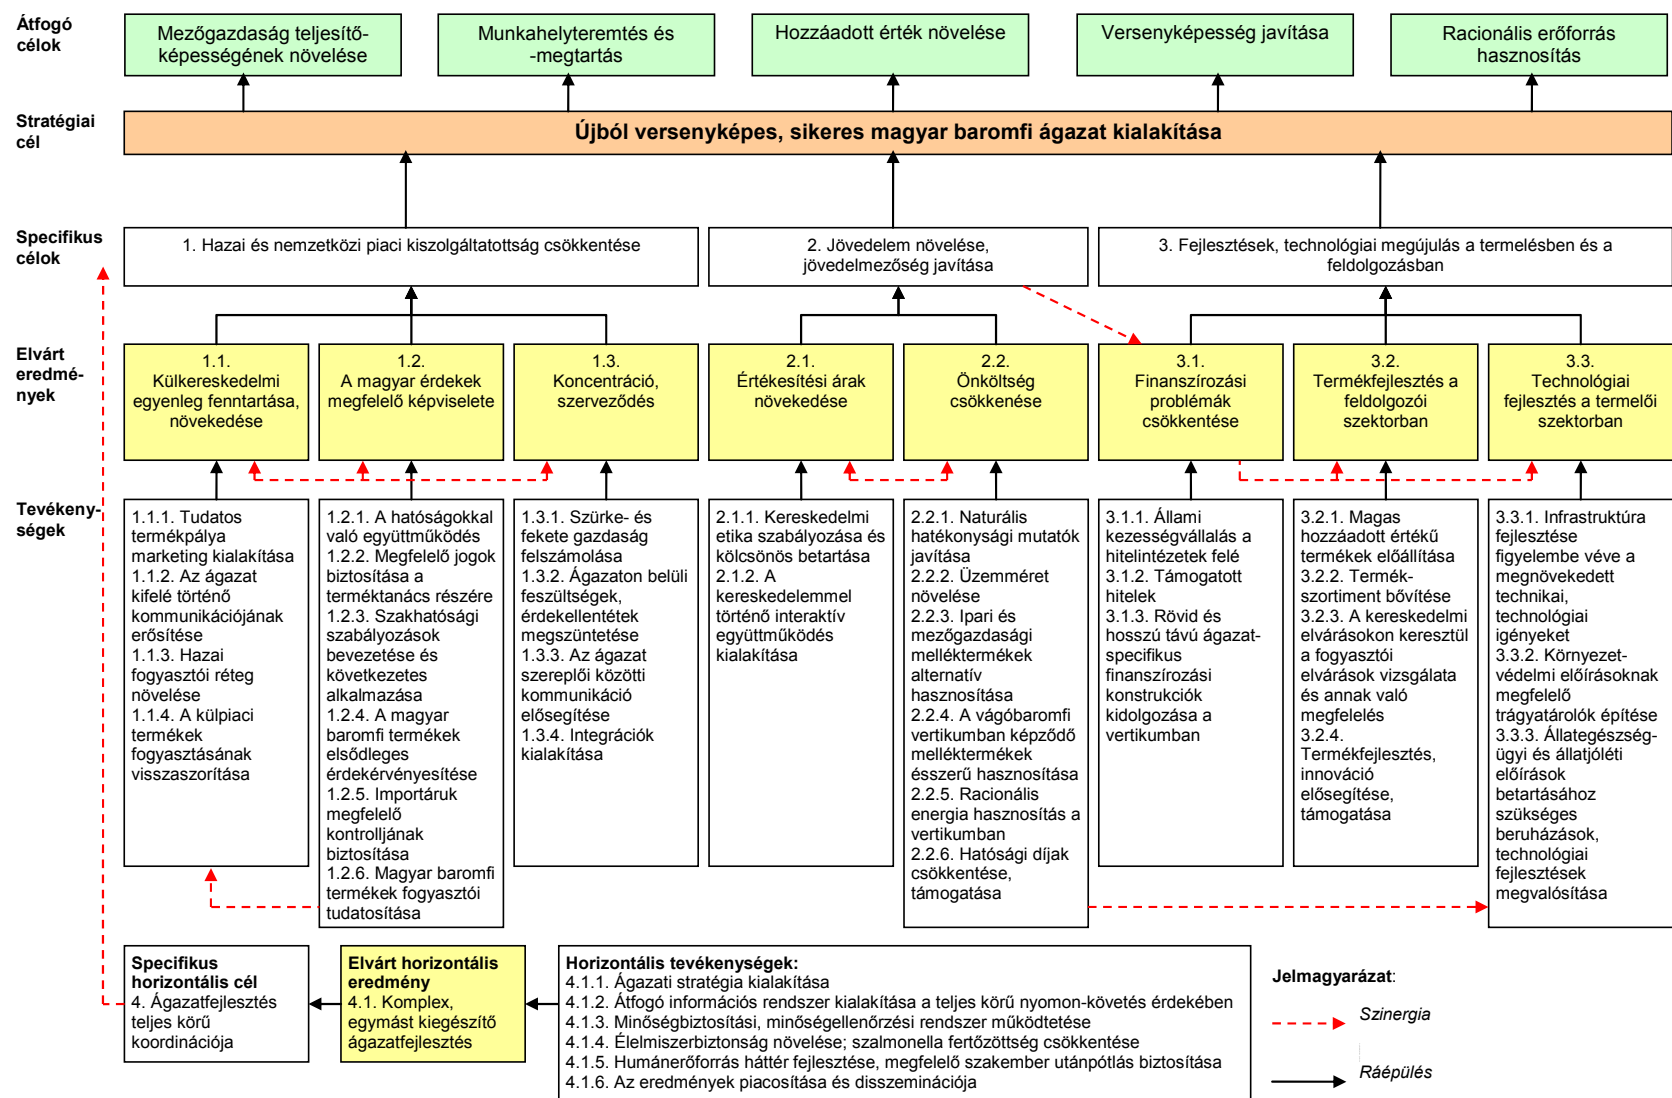 Átfogó
célok
Mezőgazdaság teljesítő-
képességének növelése
Munkahelyteremtés és
-megtartás
Hozzáadott érték növelése
Versenyképesség javítása
Racionális erőforrás
hasznosítás
Stratégiai
cél
Újból versenyképes, sikeres magyar baromfi ágazat kialakítása
Specifikus
célok
1. Hazai és nemzetközi piaci kiszolgáltatottság csökkentése
2. Jövedelem növelése,
jövedelmezőség javítása
3. Fejlesztések, technológiai megújulás a termelésben és a
feldolgozásban
Elvárt
eredmé-
nyek
1.1.
Külkereskedelmi
egyenleg fenntartása,
növekedése
1.2.
A magyar érdekek
megfelelő képviselete
1.3.
Koncentráció,
szerveződés
2.1.
Értékesítési árak
növekedése
2.2.
Önköltség
csökkenése
3.1.
Finanszírozási
problémák
csökkentése
3.2.
Termékfejlesztés a
feldolgozói
szektorban
3.3.
Technológiai
fejlesztés a termelői
szektorban
Tevékeny-
ségek
1.1.1. Tudatos
termékpálya
marketing kialakítása
1.1.2. Az ágazat
kifelé történő
kommunikációjának
erősítése
1.1.3. Hazai
fogyasztói réteg
növelése
1.1.4. A külpiaci
termékek
fogyasztásának
visszaszorítása
1.2.1. A hatóságokkal
való együttműködés
1.2.2. Megfelelő jogok
biztosítása a
terméktanács részére
1.2.3. Szakhatósági
szabályozások
bevezetése és
következetes
alkalmazása
1.2.4. A magyar
baromfi termékek
elsődleges
érdekérvényesítése
1.2.5. Importáruk
megfelelő
kontrolljának
biztosítása
1.2.6. Magyar baromfi
termékek fogyasztói
tudatosítása
1.3.1. Szürke- és
fekete gazdaság
felszámolása
1.3.2. Ágazaton belüli
feszültségek,
érdekellentétek
megszüntetése
1.3.3. Az ágazat
szereplői közötti
kommunikáció
elősegítése
1.3.4. Integrációk
kialakítása
2.1.1. Kereskedelmi
etika szabályozása és
kölcsönös betartása
2.1.2. A
kereskedelemmel
történő interaktív
együttműködés
kialakítása
2.2.1. Naturális
hatékonysági mutatók
javítása
2.2.2. Üzemméret
növelése
2.2.3. Ipari és
mezőgazdasági
melléktermékek
alternatív
hasznosítása
2.2.4. A vágóbaromfi
vertikumban képződő
melléktermékek
ésszerű hasznosítása
2.2.5. Racionális
energia hasznosítás a
vertikumban
2.2.6. Hatósági díjak
csökkentése,
támogatása
3.1.1. Állami
kezességvállalás a
hitelintézetek felé
3.1.2. Támogatott
hitelek
3.1.3. Rövid és
hosszú távú ágazat-
specifikus
finanszírozási
konstrukciók
kidolgozása a
vertikumban
3.2.1. Magas
hozzáadott értékű
termékek előállítása
3.2.2. Termék-
szortiment bővítése
3.2.3. A kereskedelmi
elvárásokon keresztül
a fogyasztói
elvárások vizsgálata
és annak való
megfelelés
3.2.4.
Termékfejlesztés,
innováció
elősegítése,
támogatása
3.3.1. Infrastruktúra
fejlesztése
figyelembe véve a
megnövekedett
technikai,
technológiai
igényeket
3.3.2. Környezet-
védelmi előírásoknak
megfelelő
trágyatárolók építése
3.3.3. Állategészség-
ügyi és állatjóléti
előírások
betartásához
szükséges
beruházások,
technológiai
fejlesztések
megvalósítása
Specifikus
horizontális cél
4. Ágazatfejlesztés
teljes körű
koordinációja
Elvárt horizontális
eredmény
4.1. Komplex,
egymást kiegészítő
ágazatfejlesztés
Horizontális tevékenységek:
4.1.1. Ágazati stratégia kialakítása
4.1.2. Átfogó információs rendszer kialakítása a teljes körű nyomon-követés érdekében
4.1.3. Minőségbiztosítási, minőségellenőrzési rendszer működtetése
4.1.4. Élelmiszerbiztonság növelése; szalmonella fertőzöttség csökkentése
4.1.5. Humánerőforrás háttér fejlesztése, megfelelő szakember utánpótlás biztosítása
4.1.6. Az eredmények piacosítása és disszeminációja
Jelmagyarázat:
Szinergia
Ráépülés